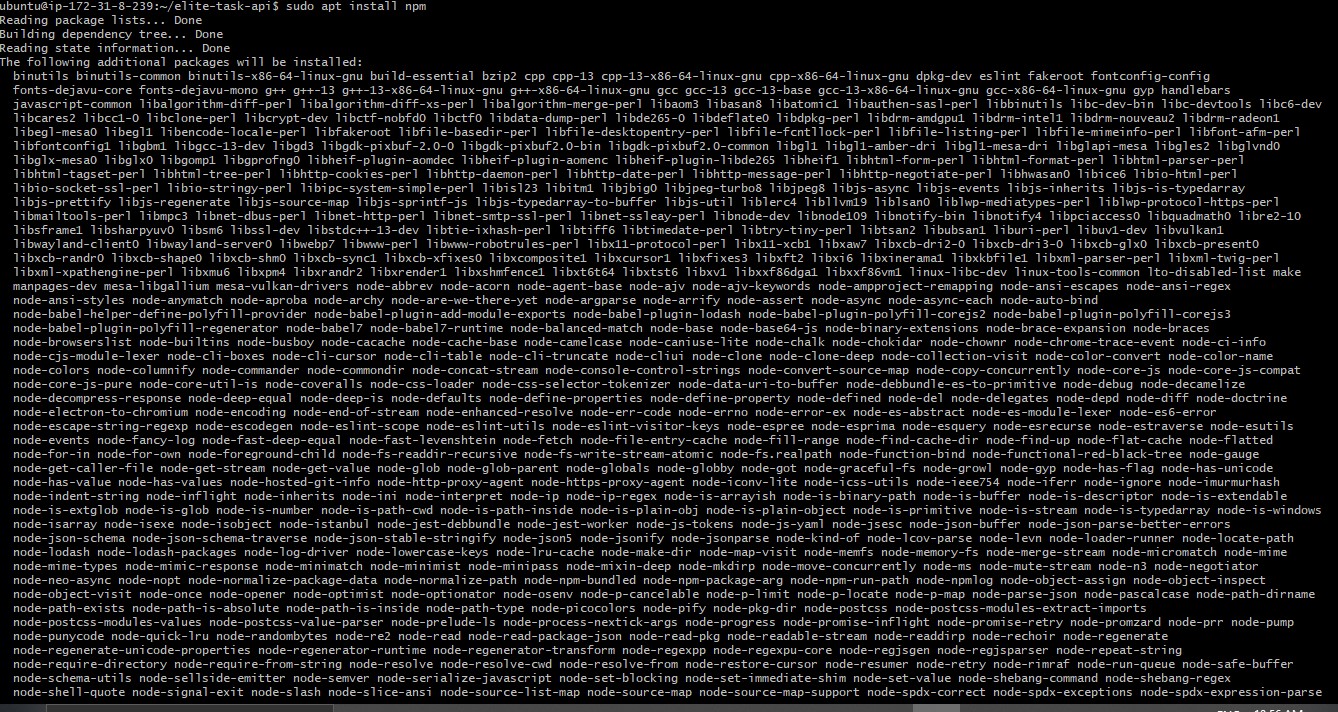 ubuntu@ip-172-31-8-239:~/elite-task-api$ sudo apt install npm
Reading package lists... Done
Building dependency tree... Done
Reading state information... Done
The following additional packages will be installed:
binutils binutils-common binutils-x86-64-linux-gnu build-essential bzip2 cpp cpp-13 cpp-13-x86-64-linux-gnu cpp-x86-64-linux-gnu dpkg-dev eslint fakeroot fontconfig-config
fonts-dejavu-core fonts-dejavu-mono g++ g++-13 g++-13-x86-64-linux-gnu g++-x86-64-linux-gnu gcc gcc-13 gcc-13-base gcc-13-x86-64-linux-gnu gcc-x86-64-linux-gnu gyp handlebars
javascript-common libalgorithm-diff-perl libalgorithm-diff-xs-perl libalgorithm-merge-perl libaom3 libasan8 libatomic1 libauthen-sasl-perl libbinutils libc-dev-bin libc-devtools libc6-dev
libcares2 libcc1-0 libclone-perl libcrypt-dev libctf-nobfd0 libctf0 libdata-dump-perl libde265-0 libdeflate0 libdpkg-perl libdrm-amdgpu1 libdrm-intel1 libdrm-nouveau2 libdrm-radeon1
libegl-mesa0 libegl1 libencode-locale-perl libfakeroot libfile-basedir-perl libfile-desktopentry-perl libfile-fcntllock-perl libfile-listing-perl libfile-mimeinfo-perl libfont-afm-perl
libfontconfig1 libgbm1 libgcc-13-dev libgd3 libgdk-pixbuf-2.0-0 libgdk-pixbuf2.0-bin libgdk-pixbuf2.0-common libgl1 libgl1-amber-dri libgl1-mesa-dri libglapi-mesa libgles2 libglvnd0
libglx-mesa0 libglx0 libgomp1 libgprofng0 libheif-plugin-aomdec libheif-plugin-aomenc libheif-plugin-libde265 libheif1 libhtml-form-perl libhtml-format-perl libhtml-parser-perl
libhtml-tagset-perl libhtml-tree-perl libhttp-cookies-perl libhttp-daemon-perl libhttp-date-perl libhttp-message-perl libhttp-negotiate-perl libhwasan0 libice6 libio-html-perl
libio-socket-ssl-perl libio-stringy-perl libipc-system-simple-perl libisl23 libitm1 libjbig0 libjpeg-turbo8 libjpeg8 libjs-async libjs-events libjs-inherits libjs-is-typedarray
libjs-prettify libjs-regenerate libjs-source-map libjs-sprintf-js libjs-typedarray-to-buffer libjs-util liblerc4 libllvm19 liblsan0 liblwp-mediatypes-perl liblwp-protocol-https-perl
libmailtools-perl libmpc3 libnet-dbus-perl libnet-http-perl libnet-smtp-ssl-perl libnet-ssleay-perl libnode-dev libnode109 libnotify-bin libnotify4 libpciaccess0 libquadmath0 libre2-10
libsframe1 libsharpyuv0 libsm6 libssl-dev libstdc++-13-dev libtie-ixhash-perl libtiff6 libtimedate-perl libtry-tiny-perl libtsan2 libubsan1 liburi-perl libuv1-dev libvulkan1
libwayland-client0 libwayland-server0 libwebp7 libwww-perl libwww-robotrules-perl libx11-protocol-perl libx11-xcb1 libxaw7 libxcb-dri2-0 libxcb-dri3-0 libxcb-glx0 libxcb-present0
libxcb-randr0 libxcb-shape0 libxcb-shm0 libxcb-sync1 libxcb-xfixes0 libxcomposite1 libxcursor1 libxfixes3 libxft2 libxi6 libxinerama1 libxkbfile1 libxml-parser-perl libxml-twig-perl
libxml-xpathengine-perl libxmu6 libxpm4 libxrandr2 libxrender1 libxshmfence1 libxt6t64 libxtst6 libxv1 libxxf86dga1 libxxf86vm1 linux-libc-dev linux-tools-common lto-disabled-list make
manpages-dev mesa-libgallium mesa-vulkan-drivers node-abbrev node-acorn node-agent-base node-ajv node-ajv-keywords node-ampproject-remapping node-ansi-escapes node-ansi-regex
node-ansi-styles node-anymatch node-aproba node-archy node-are-we-there-yet node-argparse node-arrify node-assert node-async node-async-each node-auto-bind
node-babel-helper-define-polyfill-provider node-babel-plugin-add-module-exports node-babel-plugin-lodash node-babel-plugin-polyfill-corejs2 node-babel-plugin-polyfill-corejs3
node-babel-plugin-polyfill-regenerator node-babel7 node-babel7-runtime node-balanced-match node-base node-base64-js node-binary-extensions node-brace-expansion node-braces
node-browserslist node-builtins node-busboy node-cacache node-cache-base node-camelcase node-caniuse-lite node-chalk node-chokidar node-chownr node-chrome-trace-event node-ci-info
node-cjs-module-lexer node-cli-boxes node-cli-cursor node-cli-table node-cli-truncate node-cliui node-clone node-clone-deep node-collection-visit node-color-convert node-color-name
node-colors node-columnify node-commander node-commondir node-concat-stream node-console-control-strings node-convert-source-map node-copy-concurrently node-core-js node-core-js-compat
node-core-js-pure node-core-util-is node-coveralls node-css-loader node-css-selector-tokenizer node-data-uri-to-buffer node-debbundle-es-to-primitive node-debug node-decamelize
node-decompress-response node-deep-equal node-deep-is node-defaults node-define-properties node-define-property node-defined node-del node-delegates node-depd node-diff node-doctrine
node-electron-to-chromium node-encoding node-end-of-stream node-enhanced-resolve node-err-code node-errno node-error-ex node-es-abstract node-es-module-lexer node-es6-error
node-escape-string-regexp node-escodegen node-eslint-scope node-eslint-utils node-eslint-visitor-keys node-espree node-esprima node-esquery node-esrecurse node-estraverse node-esutils
node-events node-fancy-log node-fast-deep-equal node-fast-levenshtein node-fetch node-file-entry-cache node-fill-range node-find-cache-dir node-find-up node-flat-cache node-flatted
node-for-in node-for-own node-foreground-child node-fs-readdir-recursive node-fs-write-stream-atomic node-fs.realpath node-function-bind node-functional-red-black-tree node-gauge
node-get-caller-file node-get-stream node-get-value node-glob node-glob-parent node-globals node-globby node-got node-graceful-fs node-growl node-gyp node-has-flag node-has-unicode
node-has-value node-has-values node-hosted-git-info node-http-proxy-agent node-https-proxy-agent node-iconv-lite node-icss-utils node-ieee754 node-iferr node-ignore node-imurmurhash
node-indent-string node-inflight node-inherits node-ini node-interpret node-ip node-ip-regex node-is-arrayish node-is-binary-path node-is-buffer node-is-descriptor node-is-extendable
node-is-extglob node-is-glob node-is-number node-is-path-cwd node-is-path-inside node-is-plain-obj node-is-plain-object node-is-primitive node-is-stream node-is-typedarray node-is-windows
node-isarray node-isexe node-isobject node-istanbul node-jest-debbundle node-jest-worker node-js-tokens node-js-yaml node-jsesc node-json-buffer node-json-parse-better-errors
node-json-schema node-json-schema-traverse node-json-stable-stringify node-json5 node-jsonify node-jsonparse node-kind-of node-lcov-parse node-levn node-loader-runner node-locate-path
node-lodash node-lodash-packages node-log-driver node-lowercase-keys node-lru-cache node-make-dir node-map-visit node-memfs node-memory-fs node-merge-stream node-micromatch node-mime
node-mime-types node-mimic-response node-minimatch node-minimist node-minipass node-mixin-deep node-mkdirp node-move-concurrently node-ms node-mute-stream node-n3 node-negotiator
node-neo-async node-nopt node-normalize-package-data node-normalize-path node-npm-bundled node-npm-package-arg node-npm-run-path node-npmlog node-object-assign node-object-inspect
node-object-visit node-once node-opener node-optimist node-optionator node-osenv node-p-cancelable node-p-limit node-p-locate node-p-map node-parse-json node-pascalcase node-path-dirname
node-path-exists node-path-is-absolute node-path-is-inside node-path-type node-picocolors node-pify node-pkg-dir node-postcss node-postcss-modules-extract-imports
node-postcss-modules-values node-postcss-value-parser node-prelude-ls node-process-nextick-args node-progress node-promise-inflight node-promise-retry node-promzard node-prr node-pump
node-punycode node-quick-lru node-randombytes node-re2 node-read node-read-package-json node-read-pkg node-readable-stream node-readdirp node-rechoir node-regenerate
node-regenerate-unicode-properties node-regenerator-runtime node-regenerator-transform node-regexpp node-regexpu-core node-regjsgen node-regjsparser node-repeat-string
node-require-directory node-require-from-string node-resolve node-resolve-cwd node-resolve-from node-restore-cursor node-resumer node-retry node-rimraf node-run-queue node-safe-buffer
node-schema-utils node-sellside-emitter node-semver node-serialize-javascript node-set-blocking node-set-immediate-shim node-set-value node-shebang-command node-shebang-regex
node-shell-quote node-signal-exit node-slash node-slice-ansi node-source-list-map node-source-map node-source-map-support node-spdx-correct node-spdx-exceptions node-spdx-expression-parse